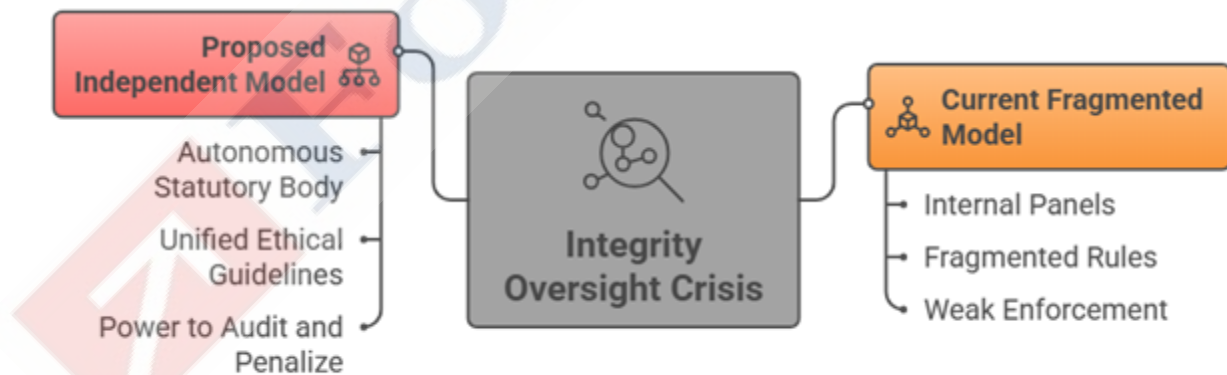 Proposed
Independent Model
Autonomous
Statutory Body
Unified Ethical
Guidelines
Power to Audit and
Penalize
Integrity
Oversight Crisis
Current Fragmented
Model
Internal Panels
Fragmented Rules
Weak Enforcement